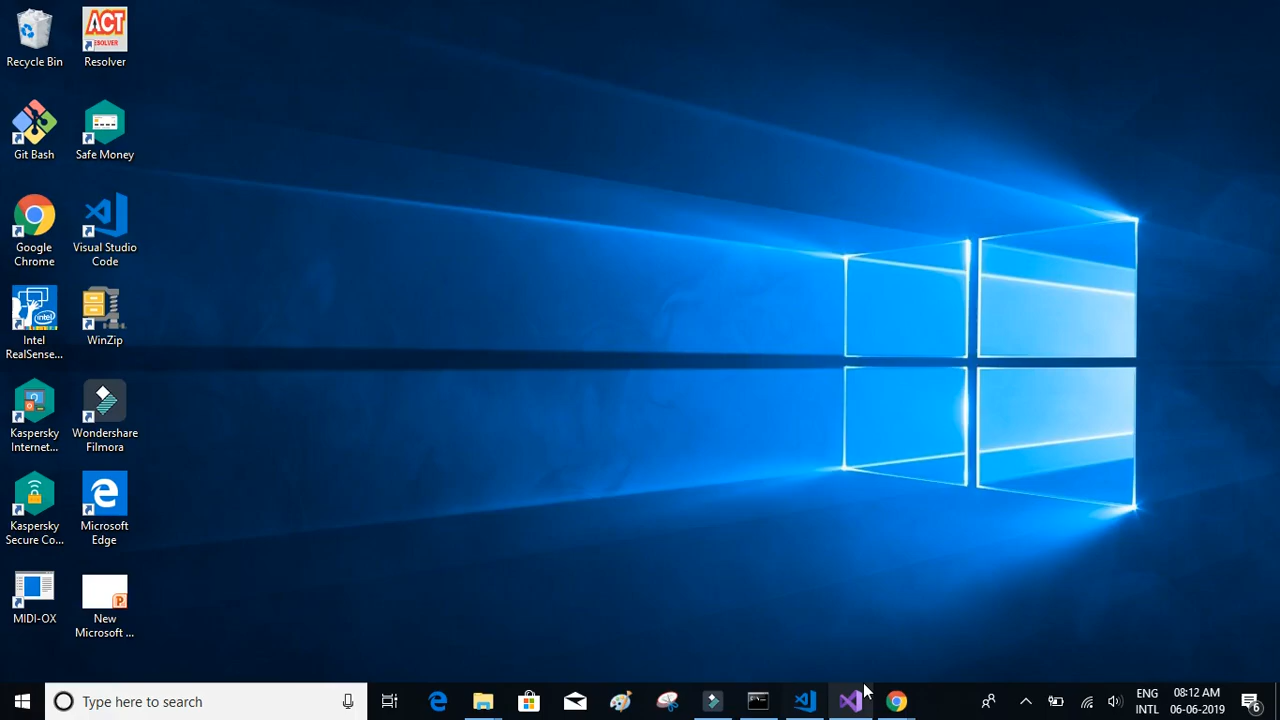 Recycle Bin
ACT
RESOLVER
Resolver
Git Bash
Safe Money
Google
Chrome
Visual Studio
Code
intel
Intel
RealSense...
WinZip
Kaspersky
Internet...
Wondershare
Filmora
Kaspersky
Secure Co...
Microsoft
Edge
MIDI-OX
New
Microsoft ...
Type here to search
ENG
INTL
08:12 AM
06-06-2019
6